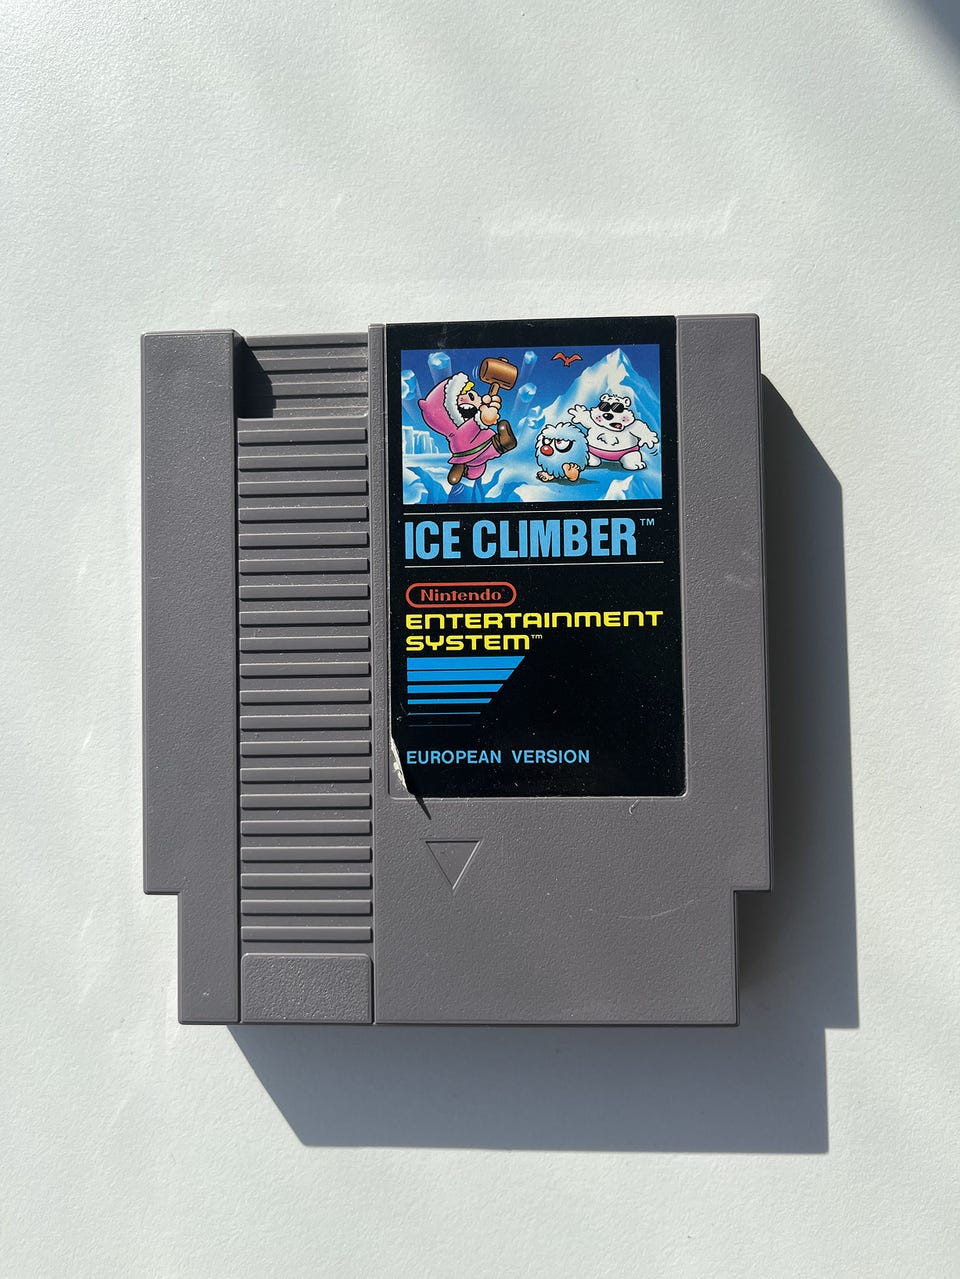 ICE CLIMBER™
Nintendo®
ENTERTAINMENT
SYSTEM™
EUROPEAN VERSION